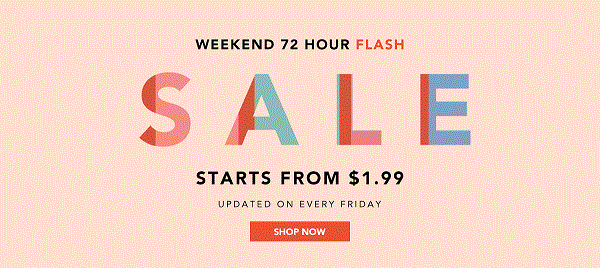 WEEKEND 72 HOUR FLASH
SALE
STARTS FROM $1.99
UPDATED ON EVERY FRIDAY
SHOP NOW